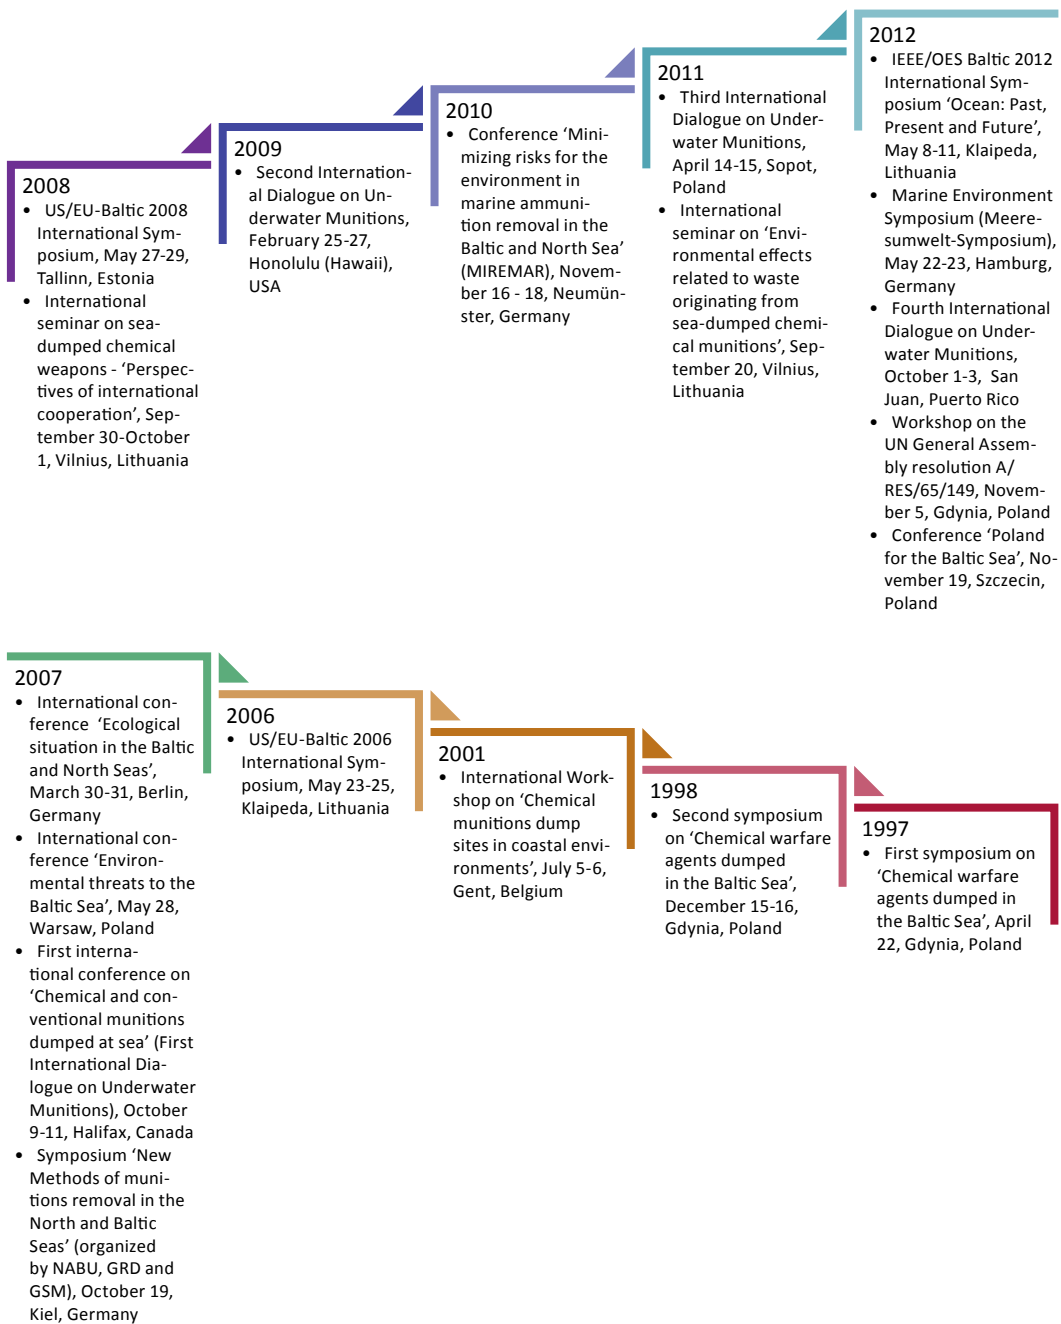 2008
• US/EU-Baltic 2008
International Sym-
posium, May 27-29,
Tallinn, Estonia
• International
seminar on sea-
dumped chemical
weapons - ‘Perspec-
tives of international
cooperation’, Sep-
tember 30-October
1, Vilnius, Lithuania
2009
• Second Internation-
al Dialogue on Un-
derwater Munitions,
February 25-27,
Honolulu (Hawaii),
USA
2010
• Conference ‘Mini-
mizing risks for the
environment in
marine ammuni-
tion removal in the
Baltic and North Sea’
(MIREMAR), Novem-
ber 16 - 18, Neumün-
ster, Germany
2011
• Third International
Dialogue on Under-
water Munitions,
April 14-15, Sopot,
Poland
• International
seminar on ‘Envi-
ronmental effects
related to waste
originating from
sea-dumped chemi-
cal munitions’, Sep-
tember 20, Vilnius,
Lithuania
2012
• IEEE/OES Baltic 2012
International Sym-
posium ‘Ocean: Past,
Present and Future’,
May 8-11, Klaipeda,
Lithuania
• Marine Environment
Symposium (Meere-
sumwelt-Symposium),
May 22-23, Hamburg,
Germany
• Fourth International
Dialogue on Under-
water Munitions,
October 1-3, San
Juan, Puerto Rico
• Workshop on the
UN General Assem-
bly resolution A/
RES/65/149, Novem-
ber 5, Gdynia, Poland
• Conference ‘Poland
for the Baltic Sea’, No-
vember 19, Szczecin,
Poland
2007
• International con-
ference ‘Ecological
situation in the Baltic
and North Seas’,
March 30-31, Berlin,
Germany
• International con-
ference ‘Environ-
mental threats to the
Baltic Sea’, May 28,
Warsaw, Poland
• First interna-
tional conference on
‘Chemical and con-
ventional munitions
dumped at sea’ (First
International Dia-
logue on Underwater
Munitions), October
9-11, Halifax, Canada
• Symposium ‘New
Methods of muni-
tions removal in the
North and Baltic
Seas’ (organized
by NABU, GRD and
GSM), October 19,
Kiel, Germany
2006
• US/EU-Baltic 2006
International Sym-
posium, May 23-25,
Klaipeda, Lithuania
2001
• International Work-
shop on ‘Chemical
munitions dump
sites in coastal envi-
ronments’, July 5-6,
Gent, Belgium
1998
• Second symposium
on ‘Chemical warfare
agents dumped
in the Baltic Sea’,
December 15-16,
Gdynia, Poland
1997
• First symposium on
‘Chemical warfare
agents dumped in
the Baltic Sea’, April
22, Gdynia, Poland